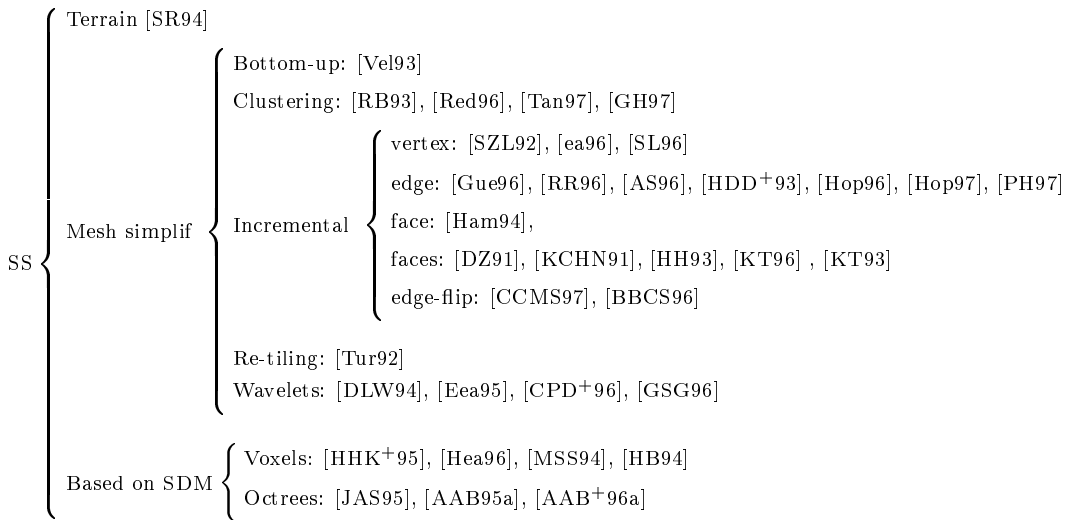 Terrain [SR94]
Bottom-up: [Vel93]
Clustering: [RB93], [Red96], [Tan97], [GH97]
vertex: [SZL92], [ea96], [SL96]
edge: [Gue96], [RR96], [AS96], [HDD+93], [Hop96], [Hop97], [PH97]
Mesh simplif
Incremental
face: [Ham94],
SS
faces: [DZ91], [KCHN91], [HH93], [KT96] , [KT93]
edge-flip: [CCMS97], [BBCS96]
Re-tiling: [Tur92]
Wavelets: [DLW94], [Eea95], [CPD+96], [GSG96]
Based on SDM
Voxels: [HHK+95], [Hea96], [MSS94], [HB94]
Octrees: [JAS95], [AAB95a], [AAB+96a]